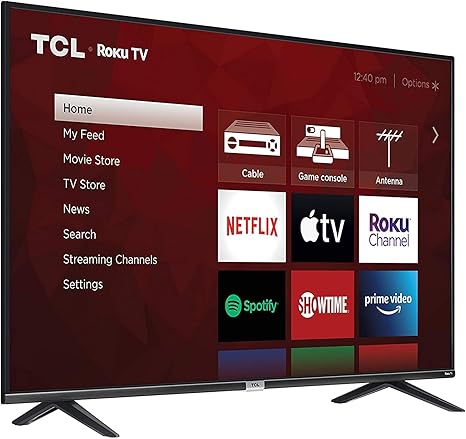 TCL · ROKU TV
12:40 pm | Options
Home
My Feed
Movie Store
TV Store
News
Search
Streaming Channels
Settings
Cable
Game console
Antenna
NETFLIX
tv
ROKU
Channel
Spotify
SHOWTIME
prime video
TCL